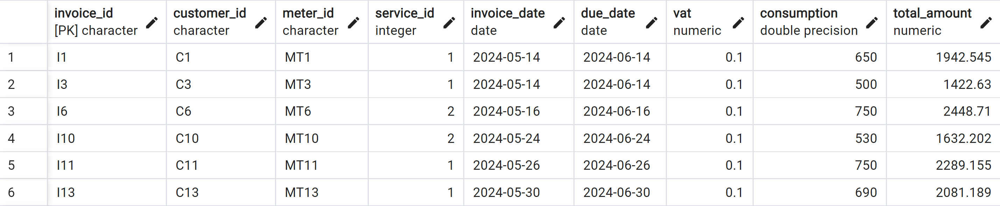 invoice_id customer_id meter_id service_id invoice_date due_date vat consumption total_amount
[PK] character character character integer date date numeric double precision numeric
1 I1 C1 MT1 1 2024-05-14 2024-06-14 0.1 650 1942.545
2 I3 C3 MT3 1 2024-05-14 2024-06-14 0.1 500 1422.63
3 I6 C6 MT6 2 2024-05-16 2024-06-16 0.1 750 2448.71
4 I10 C10 MT10 2 2024-05-24 2024-06-24 0.1 530 1632.202
5 I11 C11 MT11 1 2024-05-26 2024-06-26 0.1 750 2289.155
6 I13 C13 MT13 1 2024-05-30 2024-06-30 0.1 690 2081.189